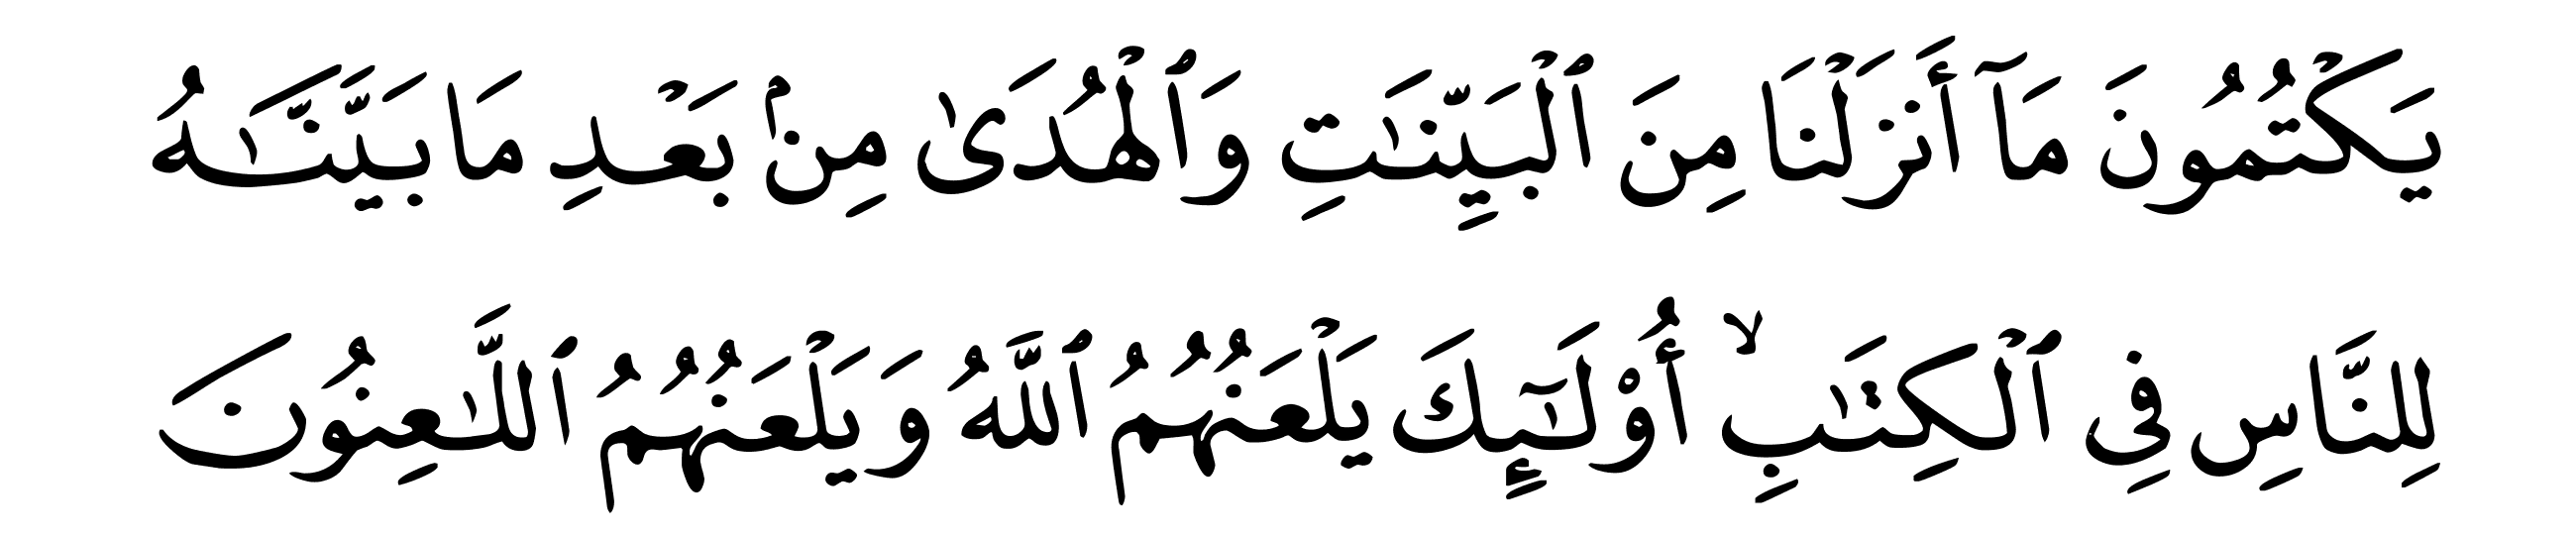 يَكْتُمُونَ مَآ أَنزَلْنَا مِنَ ٱلْبَيِّنَـٰتِ وَٱلْهُدَىٰ مِنۢ بَعْدِ مَا بَيَّنَّـٰهُ
لِلنَّاسِ فِى ٱلْكِتَـٰبِ ۙ أُو۟لَـٰٓئِكَ يَلْعَنُهُمُ ٱللَّهُ وَيَلْعَنُهُمُ ٱللَّـٰعِنُونَ